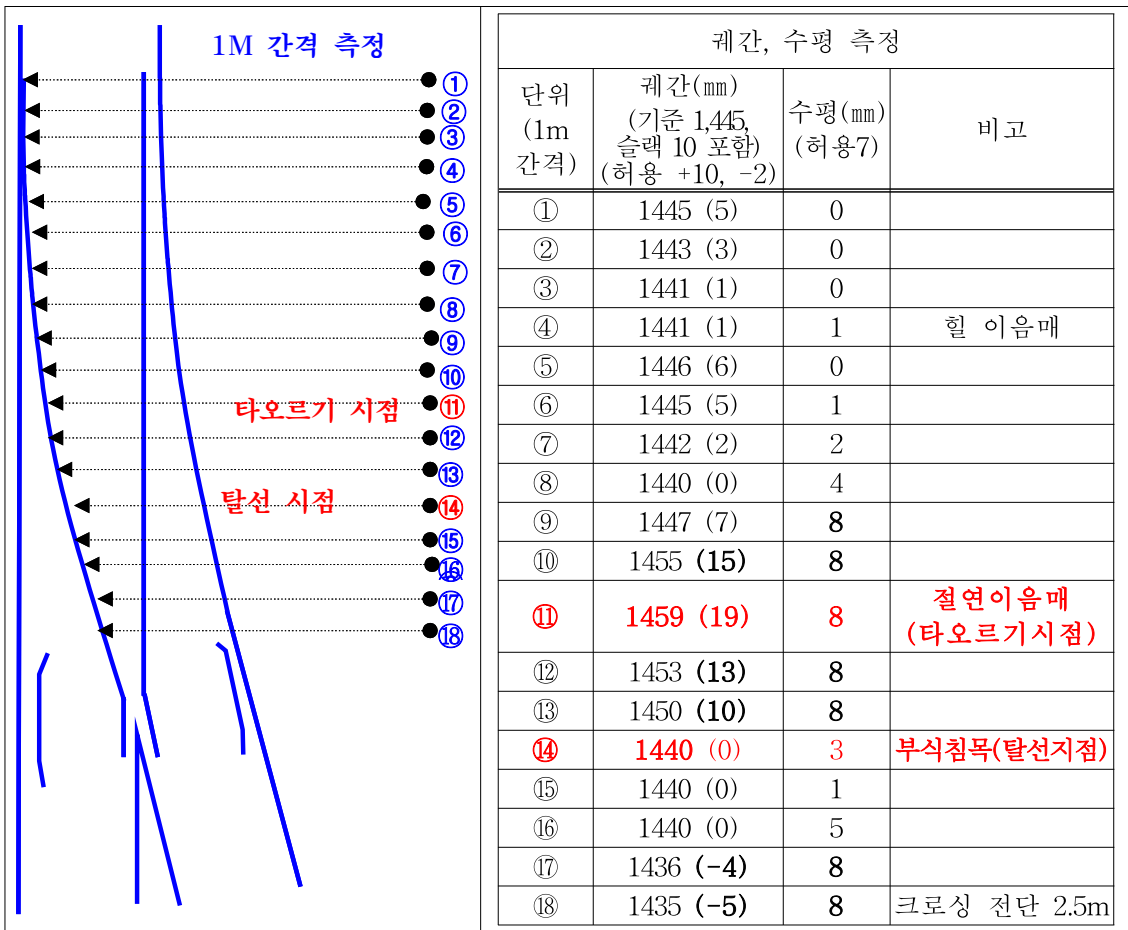 1M 간격 측정
①
②
③
④
⑤
⑥
⑦
⑧
⑨
⑩
타오르기 시점 ⑪
⑫
⑬
탈선 시점 ⑭
⑮
⑯
⑰
⑱
궤간, 수평 측정
단위
(1m
간격)
궤간(㎜)
(기준 1,445,
슬랙 10 포함)
(허용 +10, -2)
수평(㎜)
(허용7)
비고
① 1445 (5) 0
② 1443 (3) 0
③ 1441 (1) 0
④ 1441 (1) 1 힐 이음매
⑤ 1446 (6) 0
⑥ 1445 (5) 1
⑦ 1442 (2) 2
⑧ 1440 (0) 4
⑨ 1447 (7) 8
⑩ 1455 (15) 8
⑪ 1459 (19) 8 절연이음매
(타오르기시점)
⑫ 1453 (13) 8
⑬ 1450 (10) 8
⑭ 1440 (0) 3 부식침목(탈선지점)
⑮ 1440 (0) 1
⑯ 1440 (0) 5
⑰ 1436 (-4) 8
⑱ 1435 (-5) 8 크로싱 전단 2.5m